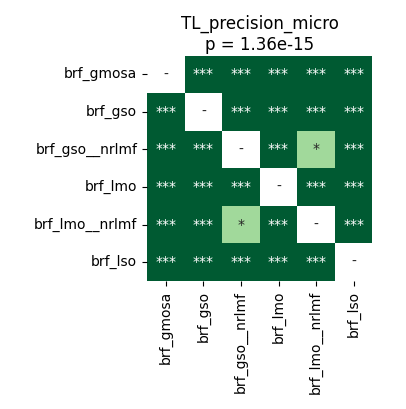 TL_precision_micro
p = 1.36e-15
brf_gmosa - *** *** *** *** ***
brf_gso *** - *** *** *** ***
brf_gso__nrlmf *** *** - *** * ***
brf_lmo *** *** *** - *** ***
brf_lmo__nrlmf *** *** * *** - ***
brf_lso *** *** *** *** *** -
brf_gmosa
brf_gso
brf_gso__nrlmf
brf_lmo
brf_lmo__nrlmf
brf_lso